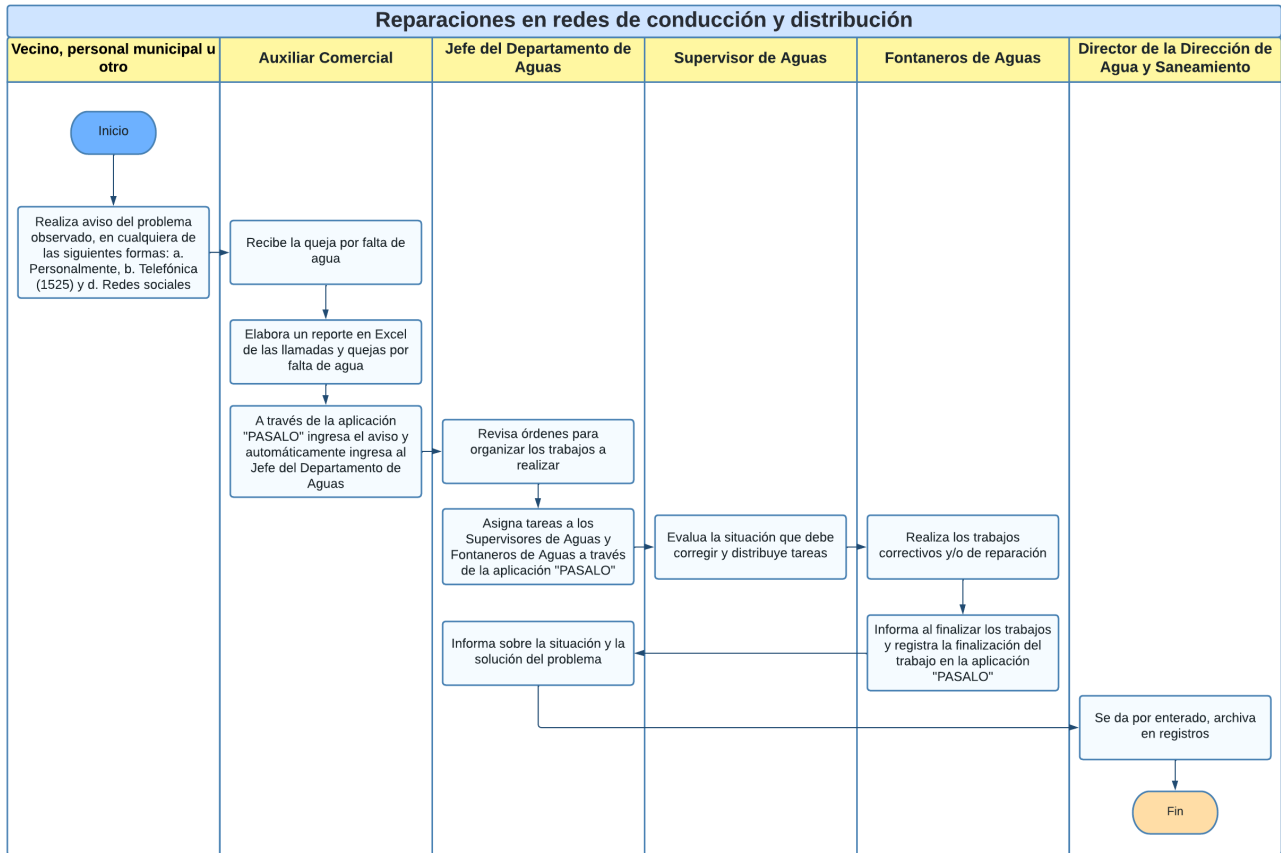 Reparaciones en redes de conducción y distribución
Vecino, personal municipal u
otro
Auxiliar Comercial
Jefe del Departamento de
Aguas
Supervisor de Aguas
Fontaneros de Aguas
Director de la Dirección de
Agua y Saneamiento
Inicio
Realiza aviso del problema
observado, en cualquiera de
las siguientes formas: a.
Personalmente, b. Telefónica
(1525) y d. Redes sociales
Recibe la queja por falta de
agua
Elabora un reporte en Excel
de las llamadas y quejas por
falta de agua
A través de la aplicación
"PASALO" ingresa el aviso y
automáticamente ingresa al
Jefe del Departamento de
Aguas
Revisa órdenes para
organizar los trabajos a
realizar
Asigna tareas a los
Supervisores de Aguas y
Fontaneros de Aguas a través
de la aplicación "PASALO"
Evalua la situación que debe
corregir y distribuye tareas
Realiza los trabajos
correctivos y/o de reparación
Informa al finalizar los trabajos
y registra la finalización del
trabajo en la aplicación
"PASALO"
Informa sobre la situación y la
solución del problema
Se da por enterado, archiva
en registros
Fin